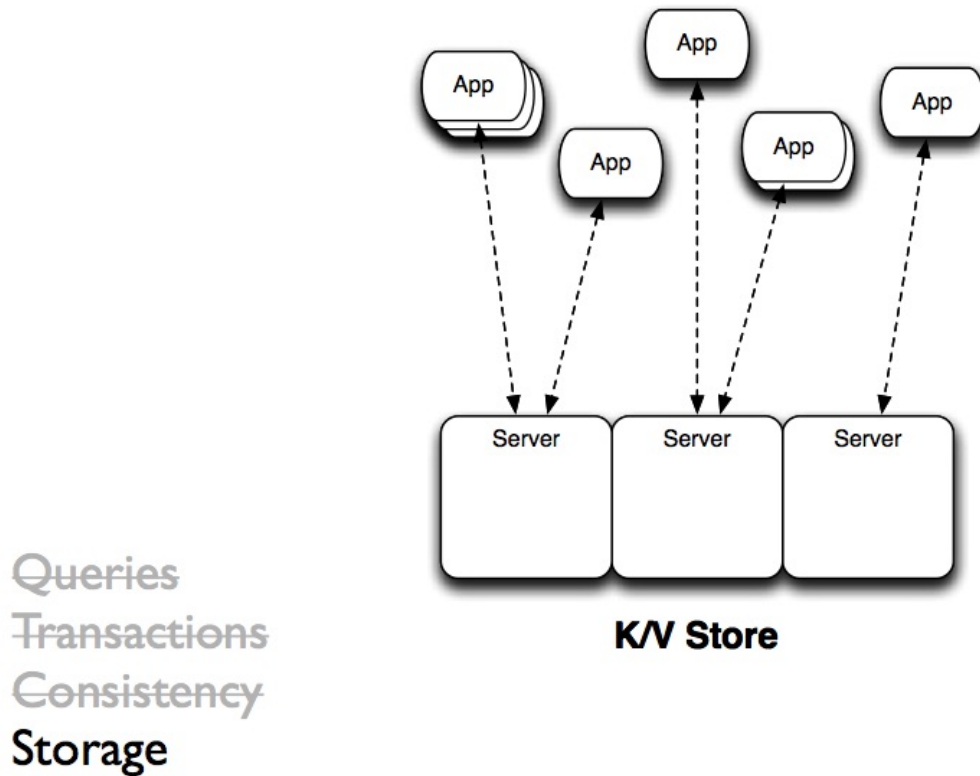 App
App
App
App
App
Server
Server
Server
K/V Store
Queries
Transactions
Consistency
Storage